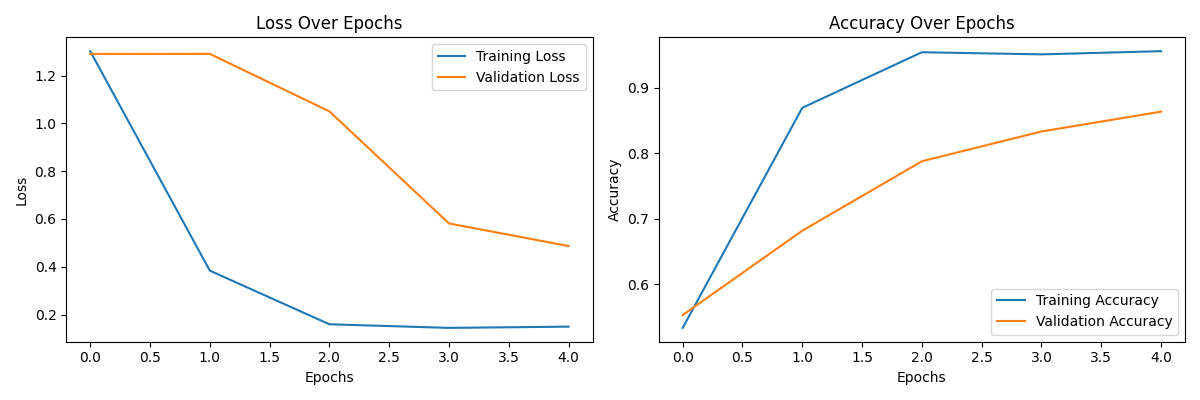 Loss Over Epochs
Training Loss
Validation Loss
1.2
1.0
0.8
0.6
0.4
0.2
Loss
0.0 0.5 1.0 1.5 2.0 2.5 3.0 3.5 4.0
Epochs
Accuracy Over Epochs
0.9
0.8
0.7
0.6
Accuracy
Training Accuracy
Validation Accuracy
0.0 0.5 1.0 1.5 2.0 2.5 3.0 3.5 4.0
Epochs